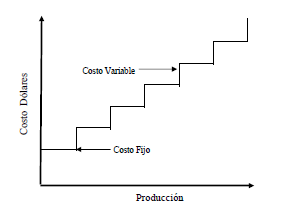 Costo Dólares
Costo Variable
Costo Fijo
Producción